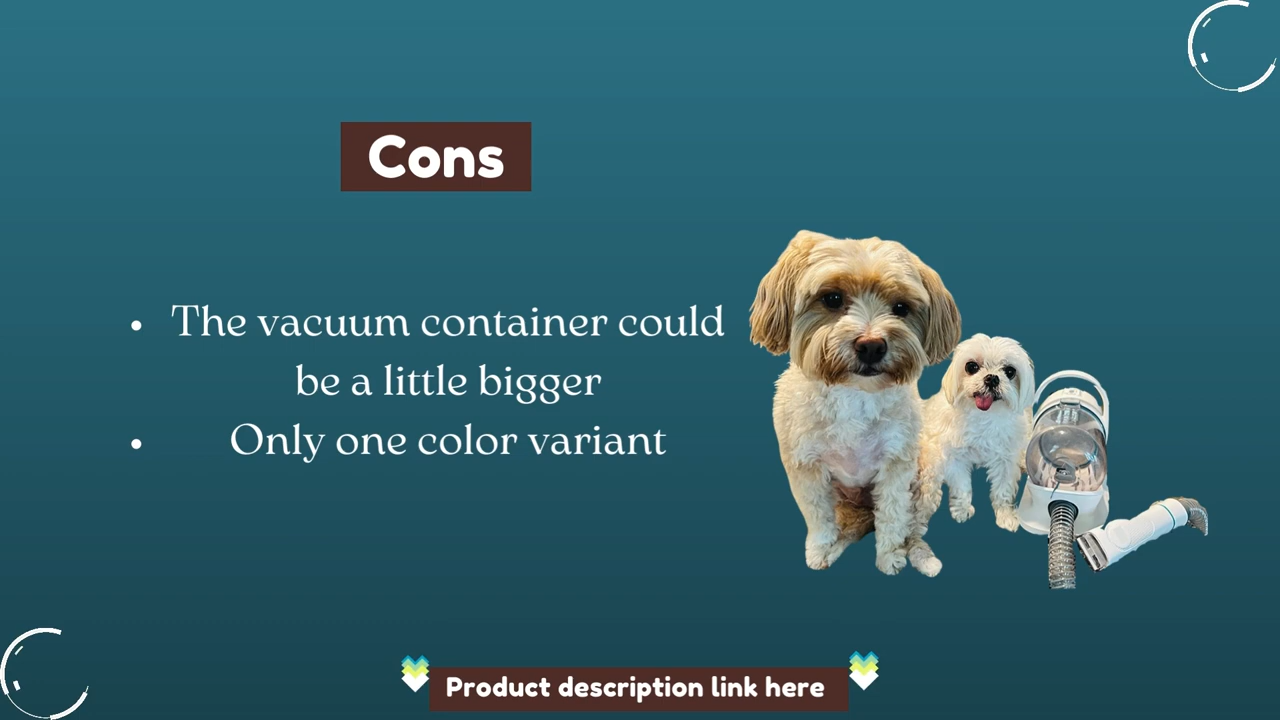 Cons
• The vacuum container could
be a little bigger
• Only one color variant
Product description link here